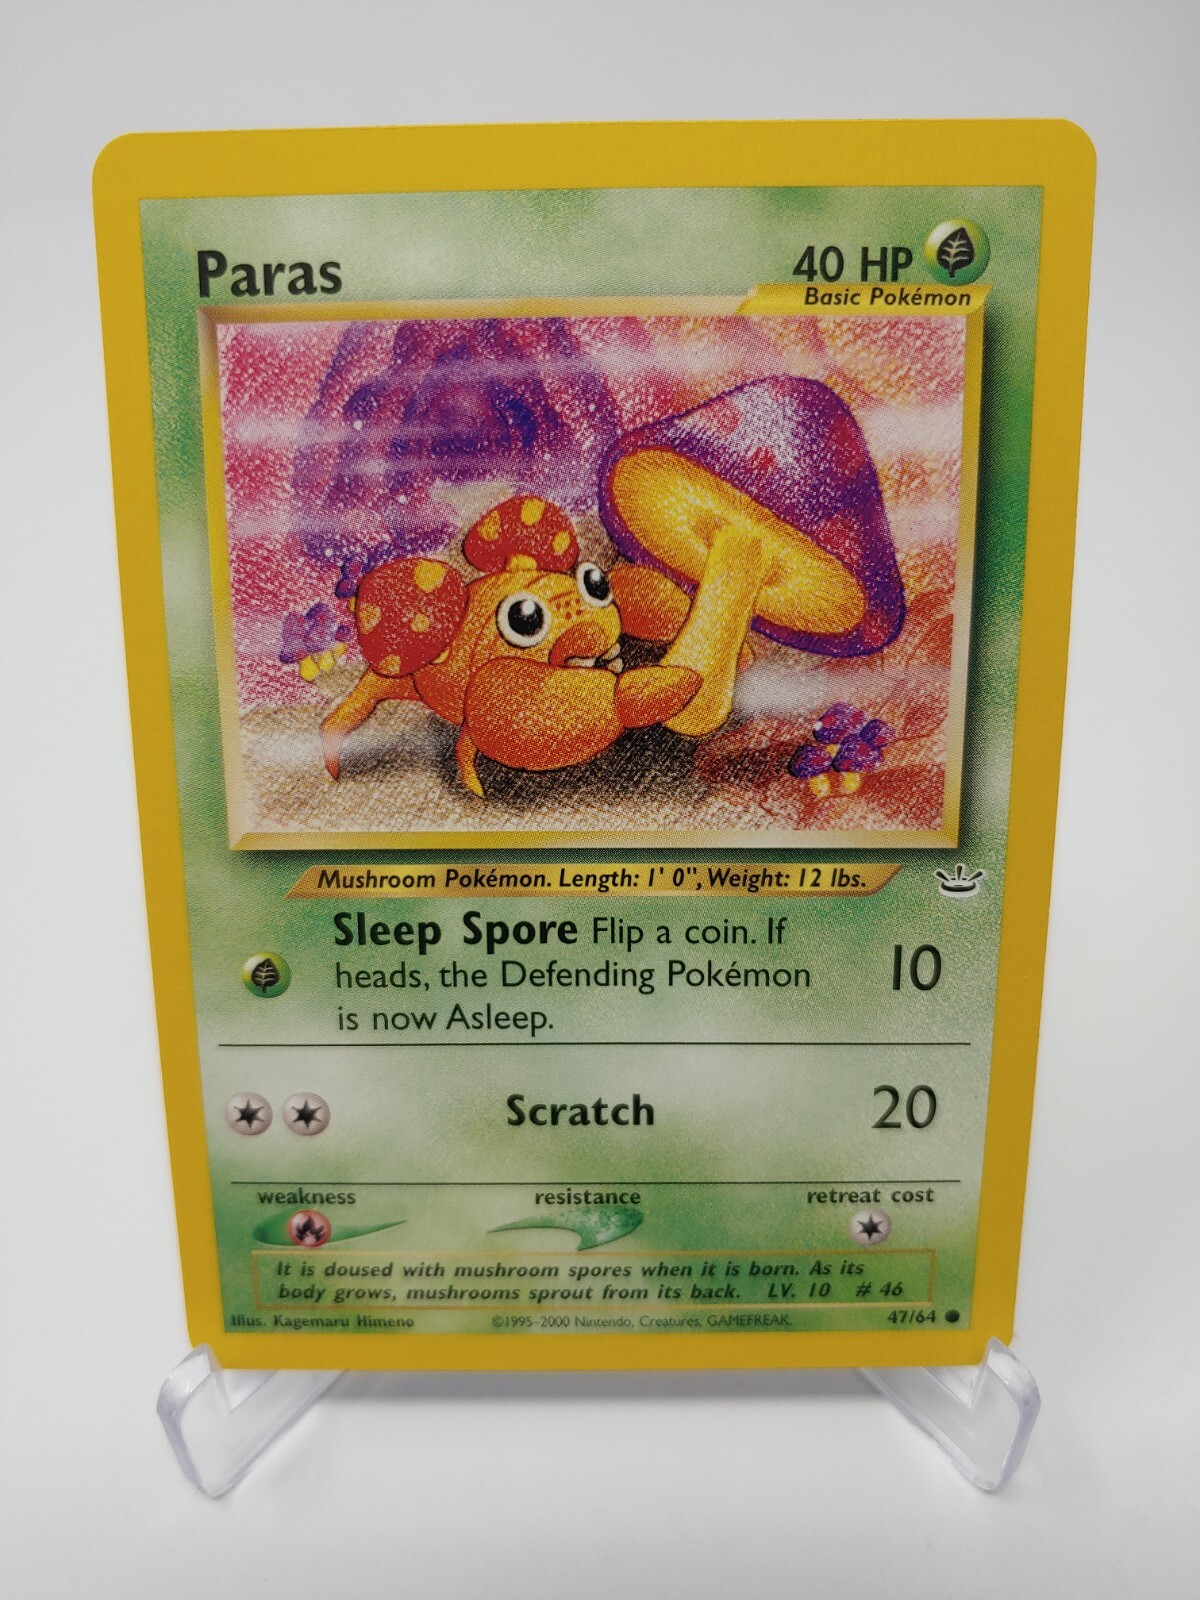 Paras
40 HP
Basic Pokémon
Mushroom Pokémon. Length: 1' 0", Weight: 12 lbs.
Sleep Spore Flip a coin. If
heads, the Defending Pokémon
is now Asleep.
10
Scratch
20
weakness
resistance
retreat cost
It is doused with mushroom spores when it is born. As its
body grows, mushrooms sprout from its back. LV. 10 # 46
Illus. Kagemaru Himeno
©1995-2000 Nintendo, Creatures, GAMEFREAK.
47/64